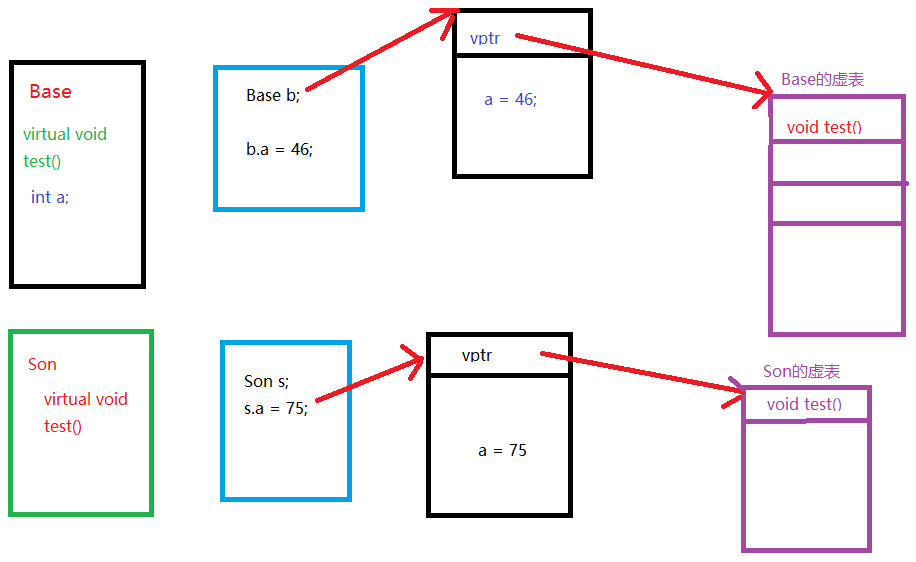 Base
virtual void
test()
int a;
Base b;
b.a = 46;
vptr
a = 46;
Base的虚表
void test()
Son
virtual void
test()
Son s;
s.a = 75;
vptr
a = 75
Son的虚表
void test()